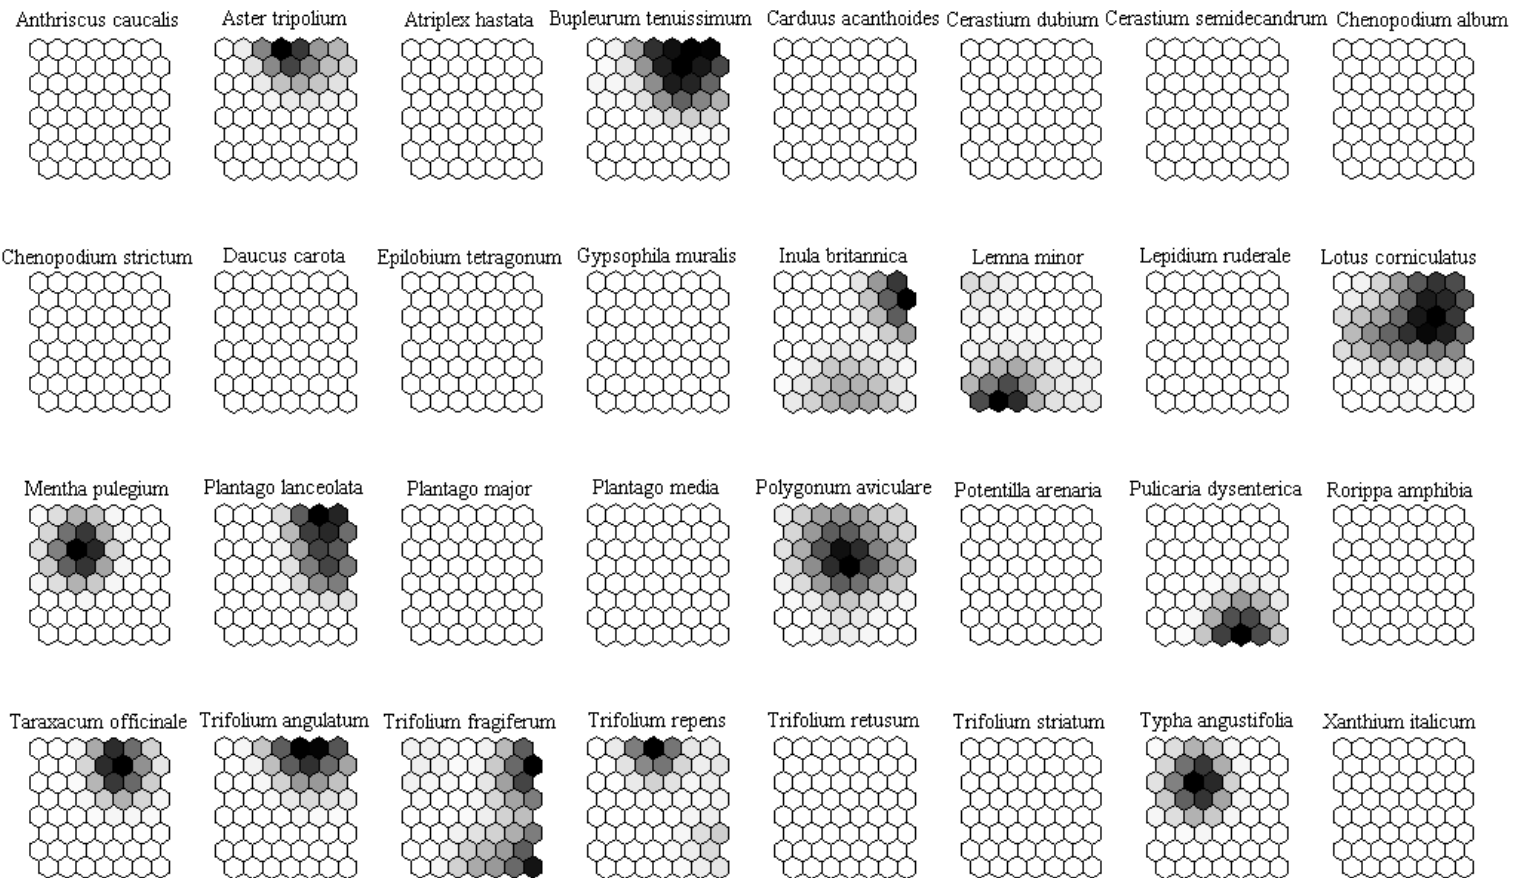 Anthriscus caucalis Aster tripolium Atriplex hastata Bupleurum tenuissimum Carduus acanthoides Cerastium dubium Cerastium semidecandrum Chenopodium album
Chenopodium strictum Daucus carota Epilobium tetragonum Gypsophila muralis Inula britannica Lemna minor Lepidium ruderale Lotus corniculatus
Mentha pulegium Plantago lanceolata Plantago major Plantago media Polygonum aviculare Potentilla arenaria Pulicaria dysenterica Rorippa amphibia
Taraxacum officinale Trifolium angulatum Trifolium fragiferum Trifolium repens Trifolium retusum Trifolium striatum Typha angustifolia Xanthium italicum